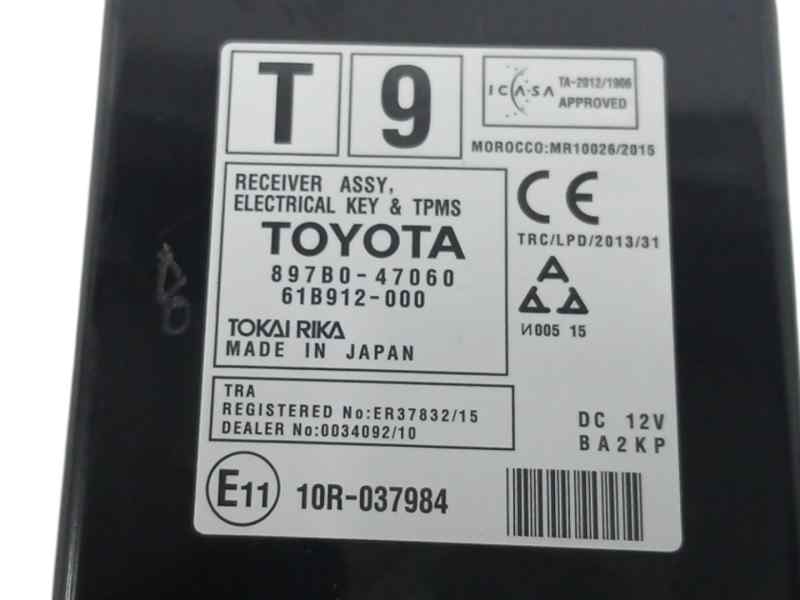 T 9
ICASA TA-2012/1906
APPROVED
MOROCCO:MR10026/2015
RECEIVER ASSY,
ELECTRICAL KEY & TPMS
TOYOTA
897B0-47060
61B912-000
TOKAI RIKA
MADE IN JAPAN
CE
TRC/LPD/2013/31
И005 15
TRA
REGISTERED No:ER37832/15
DEALER No:0034092/10
DC 12V
BA2KP
E11 10R-037984